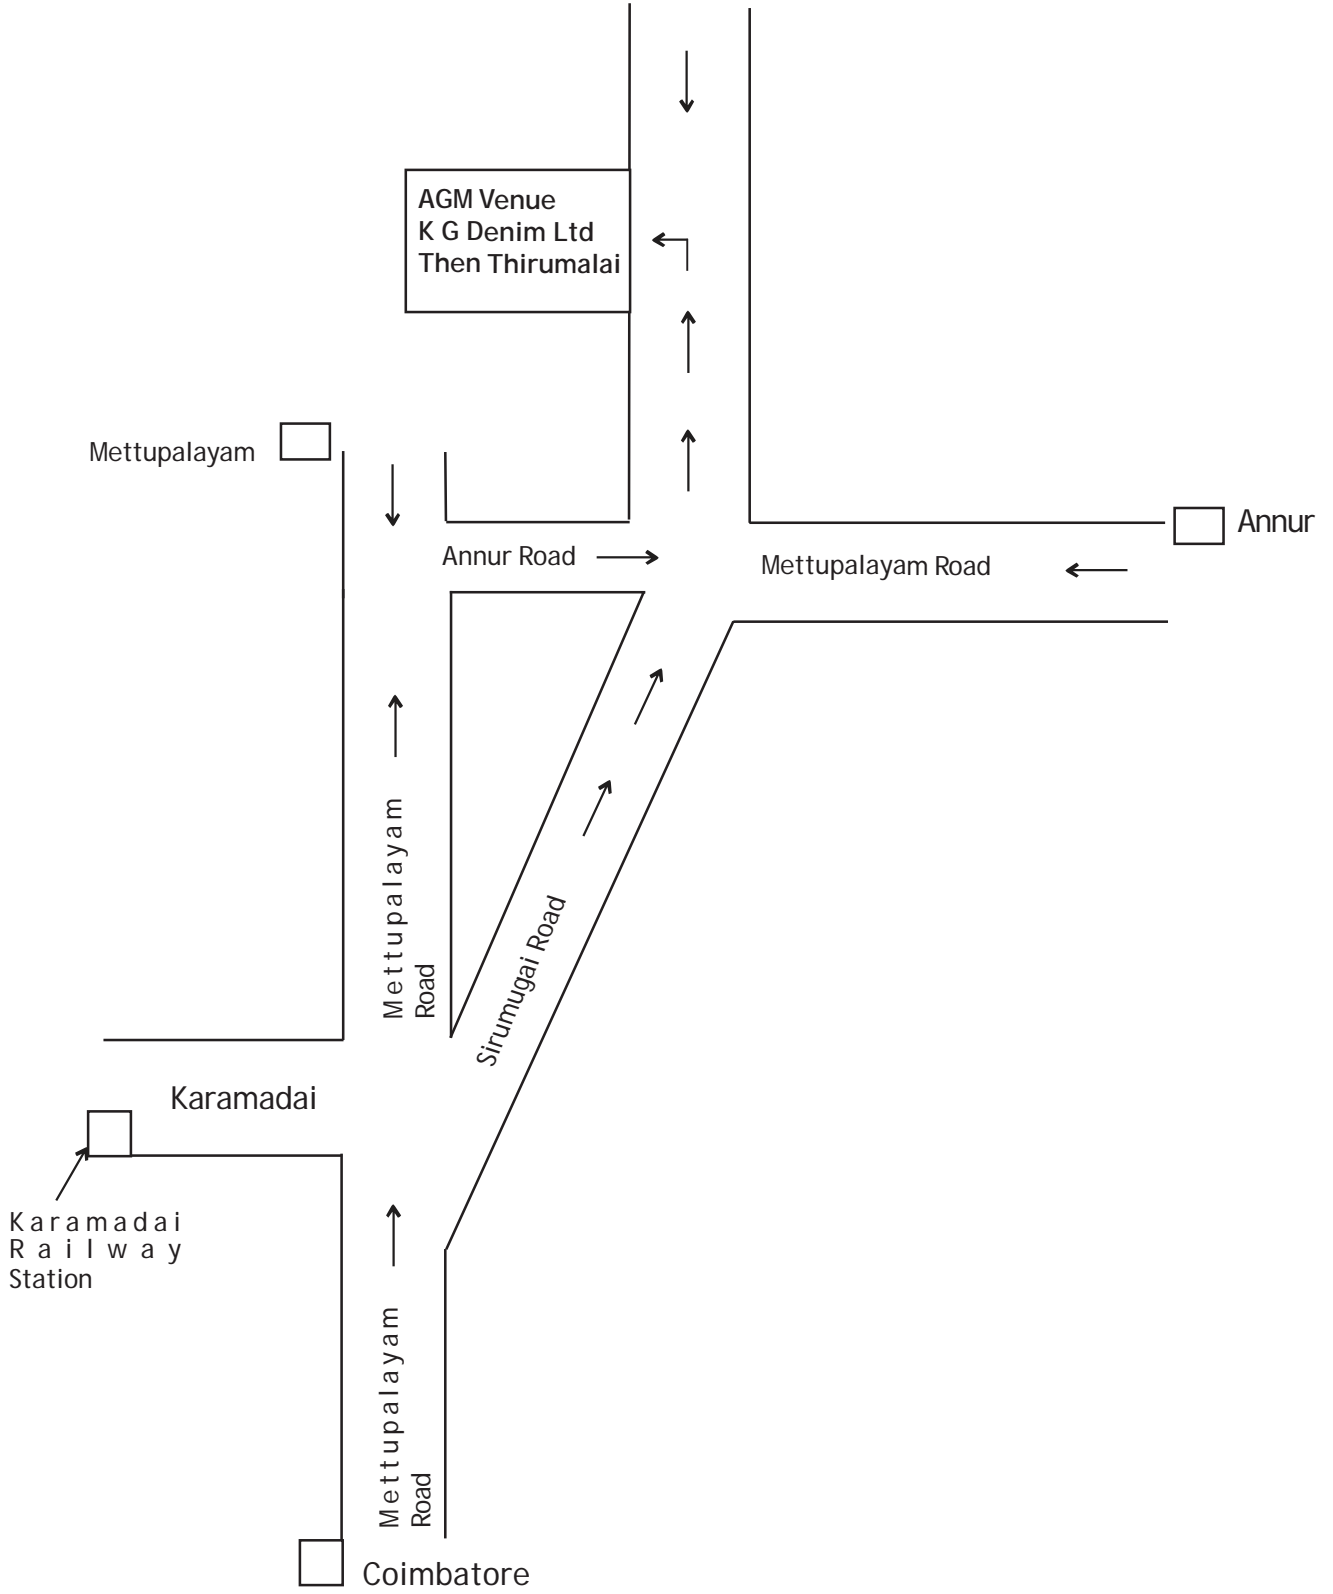 AGM Venue
K G Denim Ltd
Then Thirumalai
Mettupalayam
Annur
Annur Road
Mettupalayam Road
Mettupalayam
Road
Sirumugai Road
Karamadai
Karamadai
Railway
Station
Mettupalayam
Road
Coimbatore